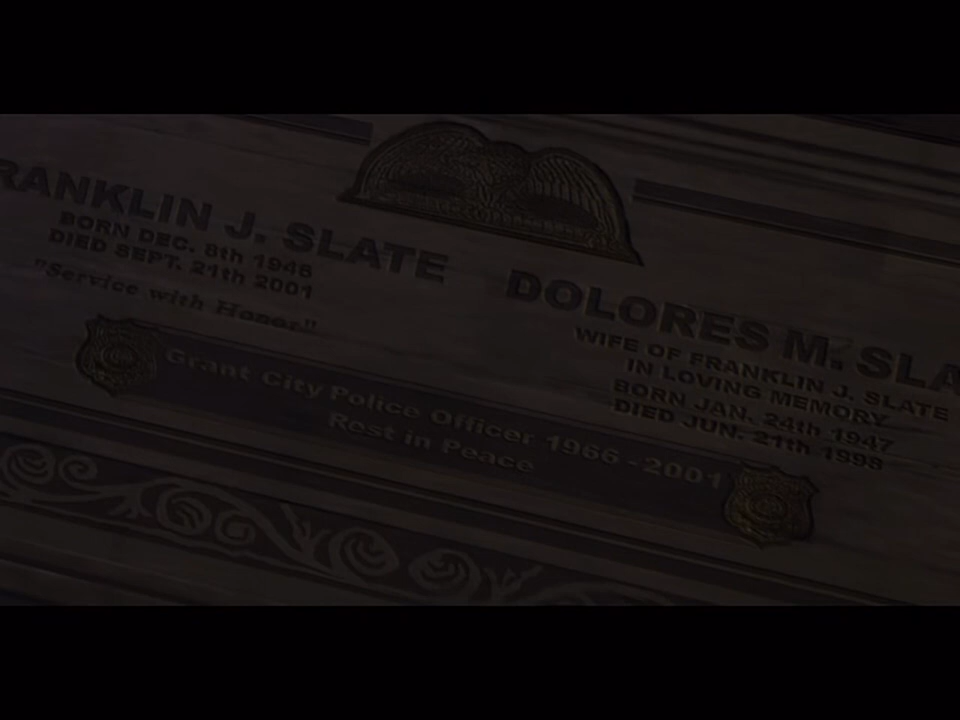 RANKLIN J. SLATE
BORN DEC. 8th 1946
DIED SEPT. 21th 2001
"Service with Honor"
DOLORES M. SLA
WIFE OF FRANKLIN J. SLATE
IN LOVING MEMORY
BORN JAN. 24th 1947
DIED JUN. 21th 1998
Grant City Police Officer 1966 - 2001
Rest in Peace